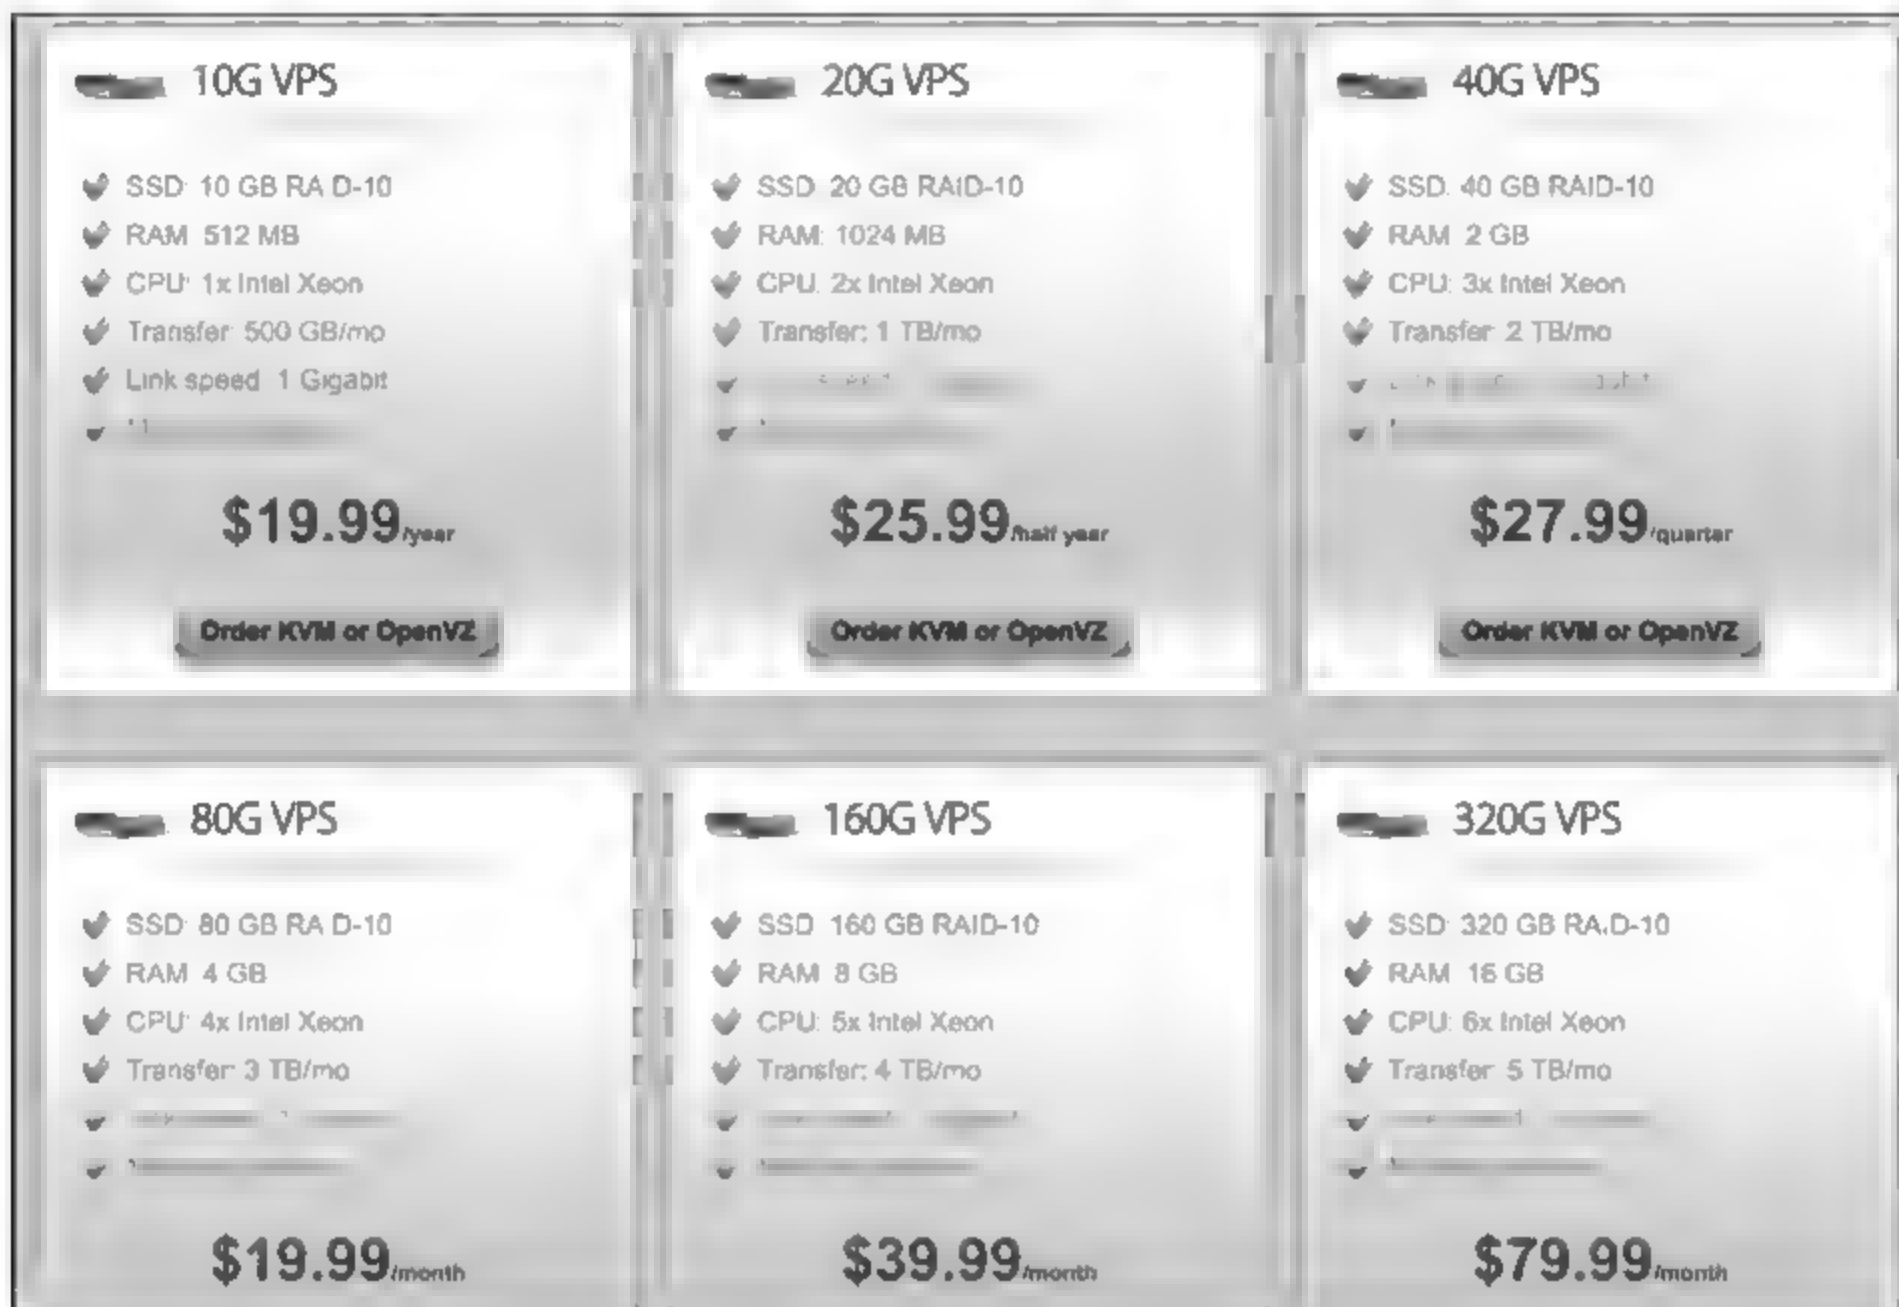 10G VPS
SSD: 10 GB RAID-10
RAM 512 MB
CPU: 1x Intel Xeon
Transfer: 500 GB/mo
Link speed 1 Gigabit
$19.99/year
Order KVM or OpenVZ
20G VPS
SSD 20 GB RAID-10
RAM: 1024 MB
CPU: 2x Intel Xeon
Transfer: 1 TB/mo
$25.99/half year
Order KVM or OpenVZ
40G VPS
SSD: 40 GB RAID-10
RAM 2 GB
CPU: 3x Intel Xeon
Transfer 2 TB/mo
$27.99/quarter
Order KVM or OpenVZ
80G VPS
SSD: 80 GB RAID-10
RAM 4 GB
CPU: 4x Intel Xeon
Transfer: 3 TB/mo
$19.99/month
160G VPS
SSD 160 GB RAID-10
RAM 8 GB
CPU: 5x Intel Xeon
Transfer: 4 TB/mo
$39.99/month
320G VPS
SSD: 320 GB RAID-10
RAM 16 GB
CPU: 6x Intel Xeon
Transfer 5 TB/mo
$79.99/month